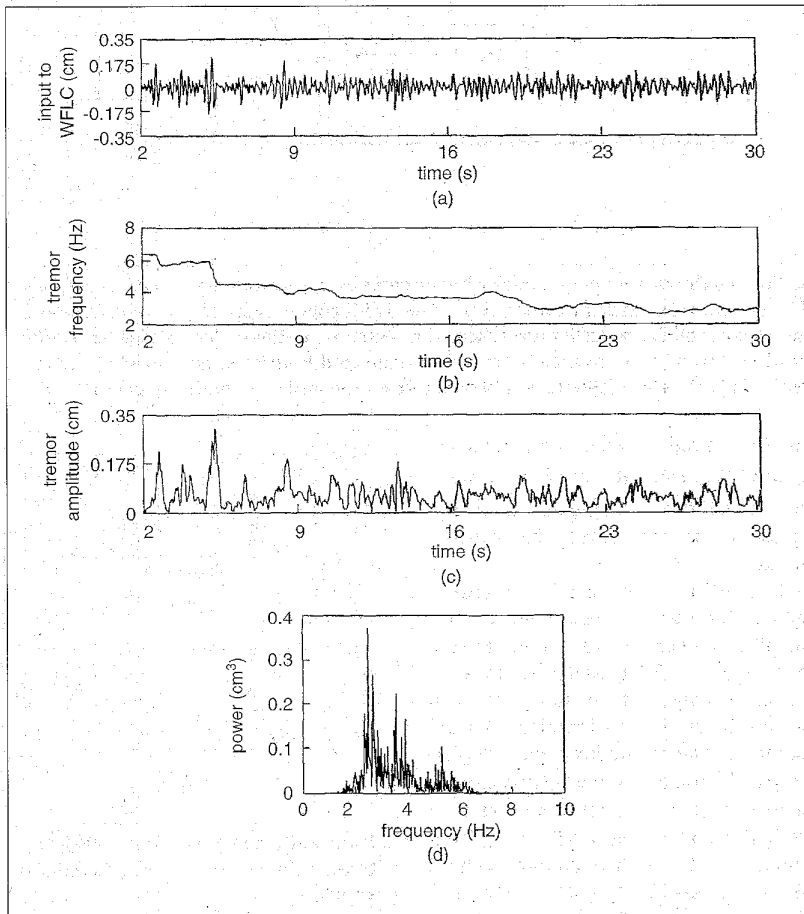 0.35
0.175
0
-0.175
-0.35
input to
WFLC (cm)
2 9 16 23 30
time (s)
(a)
8
6
4
2
tremor
frequency (Hz)
2 9 16 23 30
time (s)
(b)
0.35
0.175
0
tremor
amplitude (cm)
2 9 16 23 30
time (s)
(c)
0.4
0.3
0.2
0.1
0
power (cm³)
0 2 4 6 8 10
frequency (Hz)
(d)